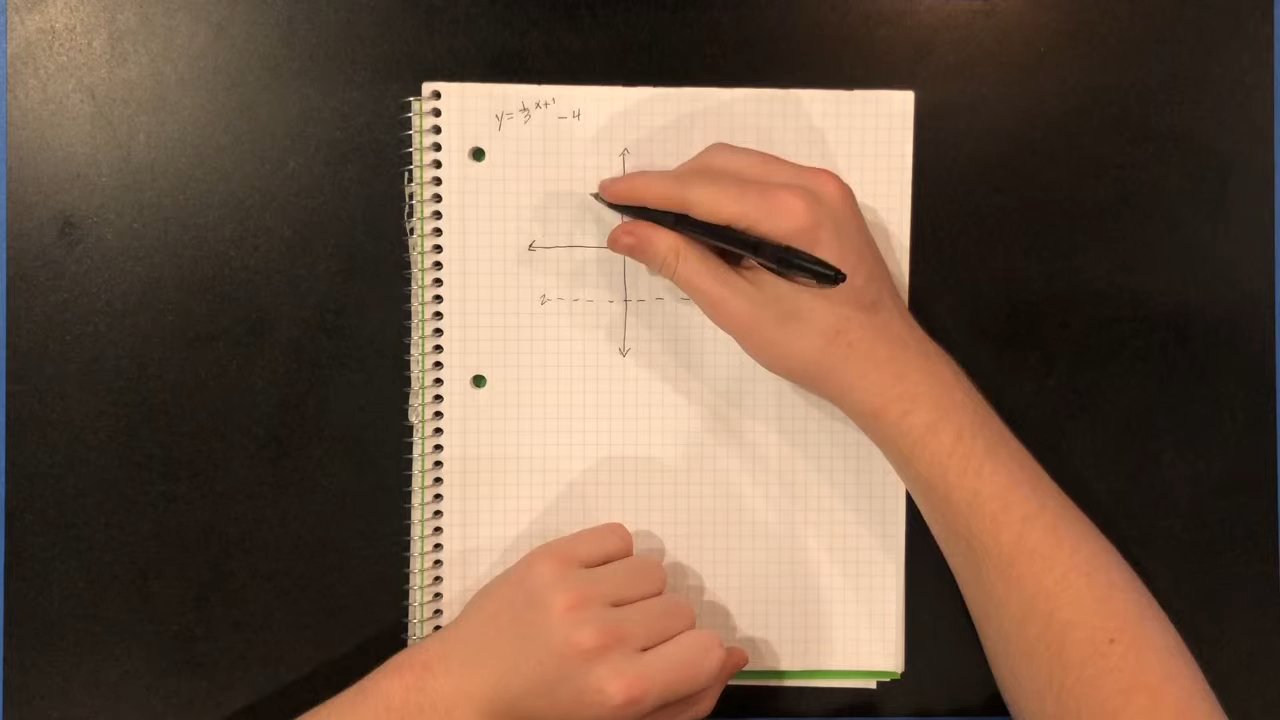 y = 1/3^x+1 - 4